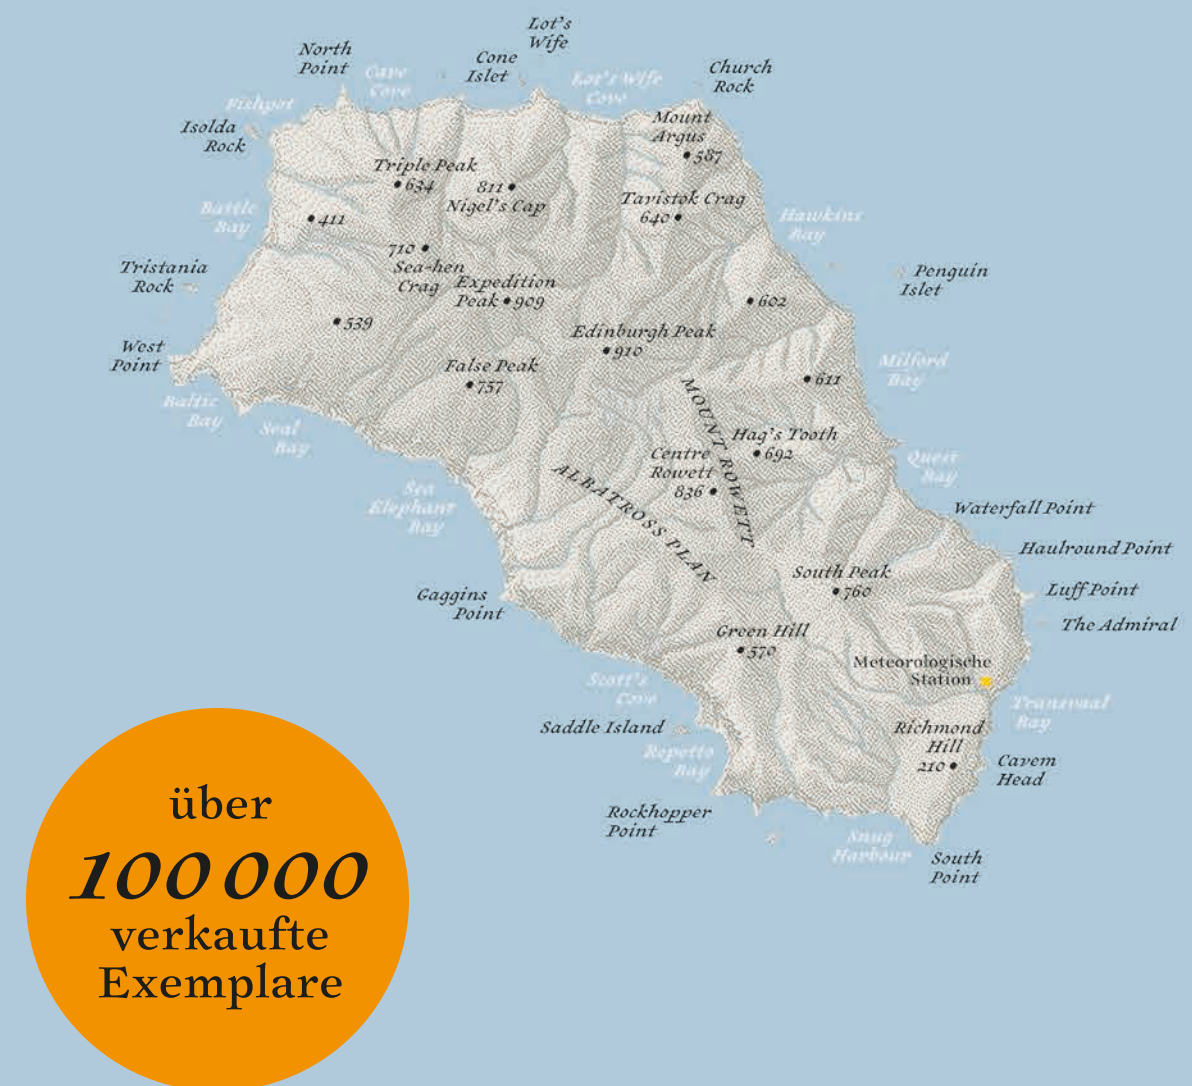 Lot's
Wife
North
Point
Cone
Islet
Cave
Cove
Lot's Wife
Cove
Church
Rock
Fishpot
Isolda
Rock
Mount
Argus
587
Triple Peak
634
811
Nigel's Cap
Tavistok Crag
640
Battle
Bay
411
Hawkins
Bay
710
Sea-hen
Crag
Tristania
Rock
Expedition
Peak 909
Penguin
Islet
602
539
Edinburgh Peak
910
West
Point
False Peak
757
Milford
Bay
611
Baltic
Bay
Seal
Bay
MOUNT ROWETT
Hag's Tooth
692
Centre
Rowett
836
Quest
Bay
ALBATROSS PLAN
Sea
Elephant
Bay
Waterfall Point
Haulround Point
South Peak
760
Luff Point
Gaggins
Point
The Admiral
Green Hill
570
Meteorologische
Station
Scott's
Cove
Transvaal
Bay
Saddle Island
Richmond
Hill
210
Repetto
Bay
Cavem
Head
Rockhopper
Point
Snug
Harbour
South
Point
über
100 000
verkaufte
Exemplare